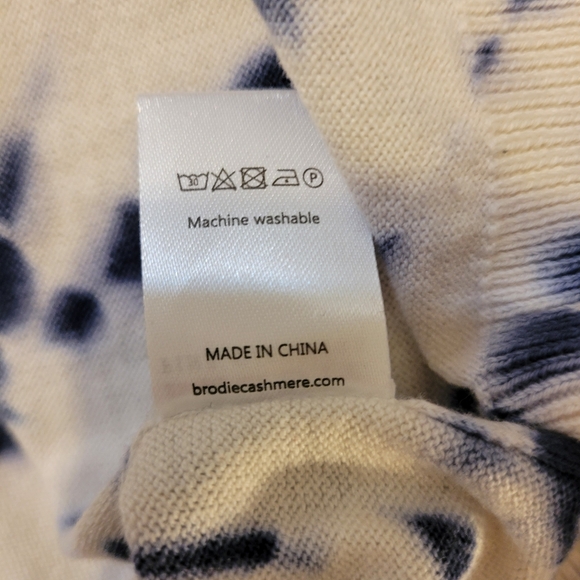 30 P
Machine washable
MADE IN CHINA
brodiecashmere.com